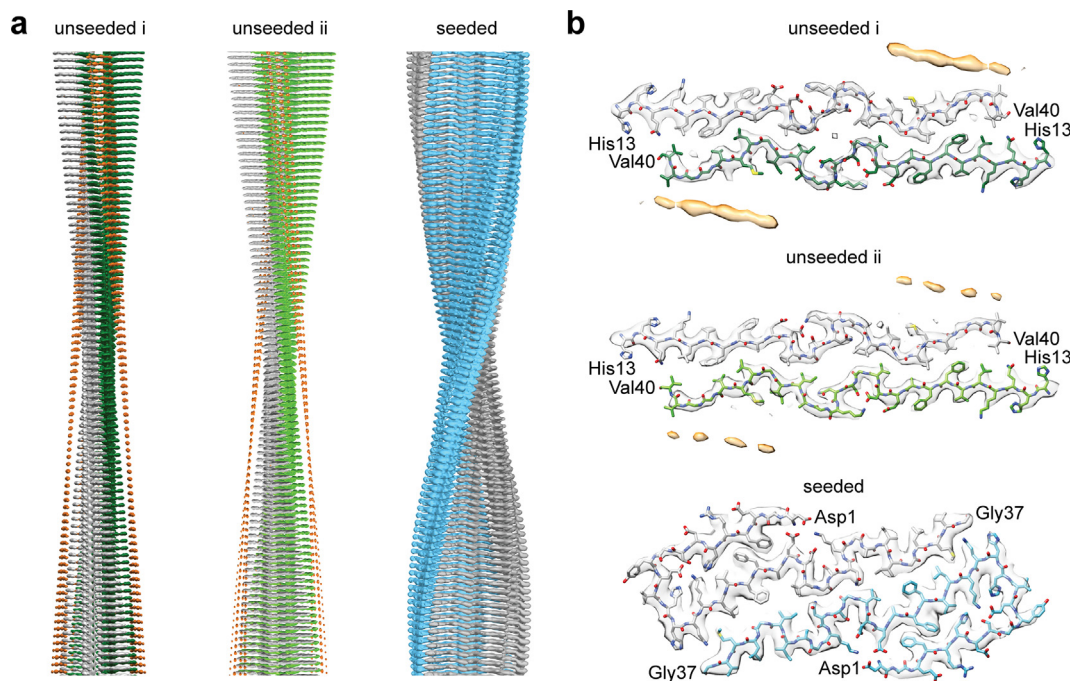 a
unseeded i
unseeded ii
seeded
b
unseeded i
Val40
His13
His13
Val40
unseeded ii
Val40
His13
His13
Val40
seeded
Asp1
Gly37
Gly37
Asp1